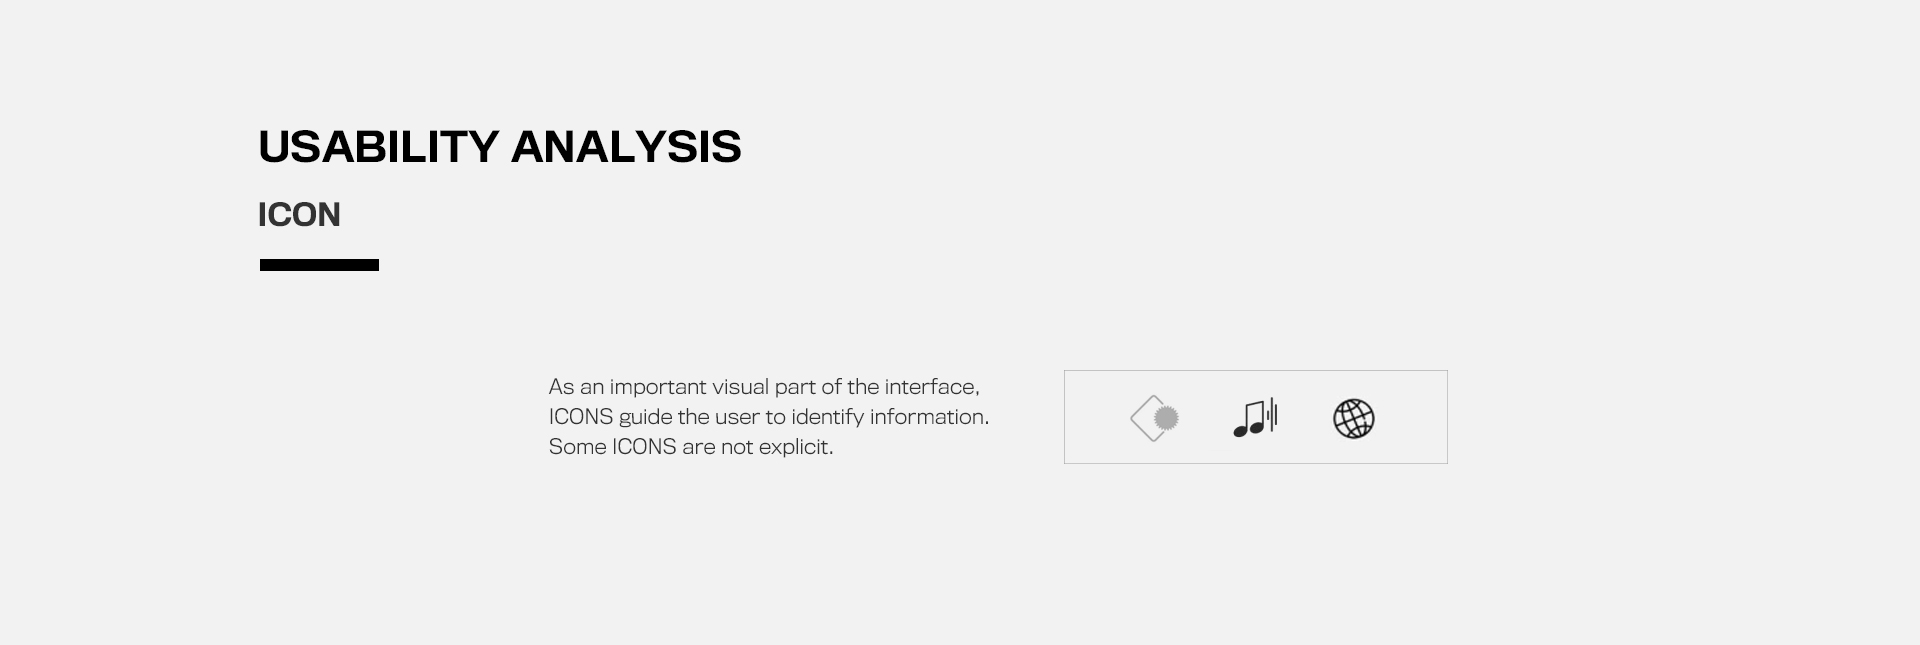 USABILITY ANALYSIS
ICON
As an important visual part of the interface,
ICONS guide the user to identify information.
Some ICONS are not explicit.